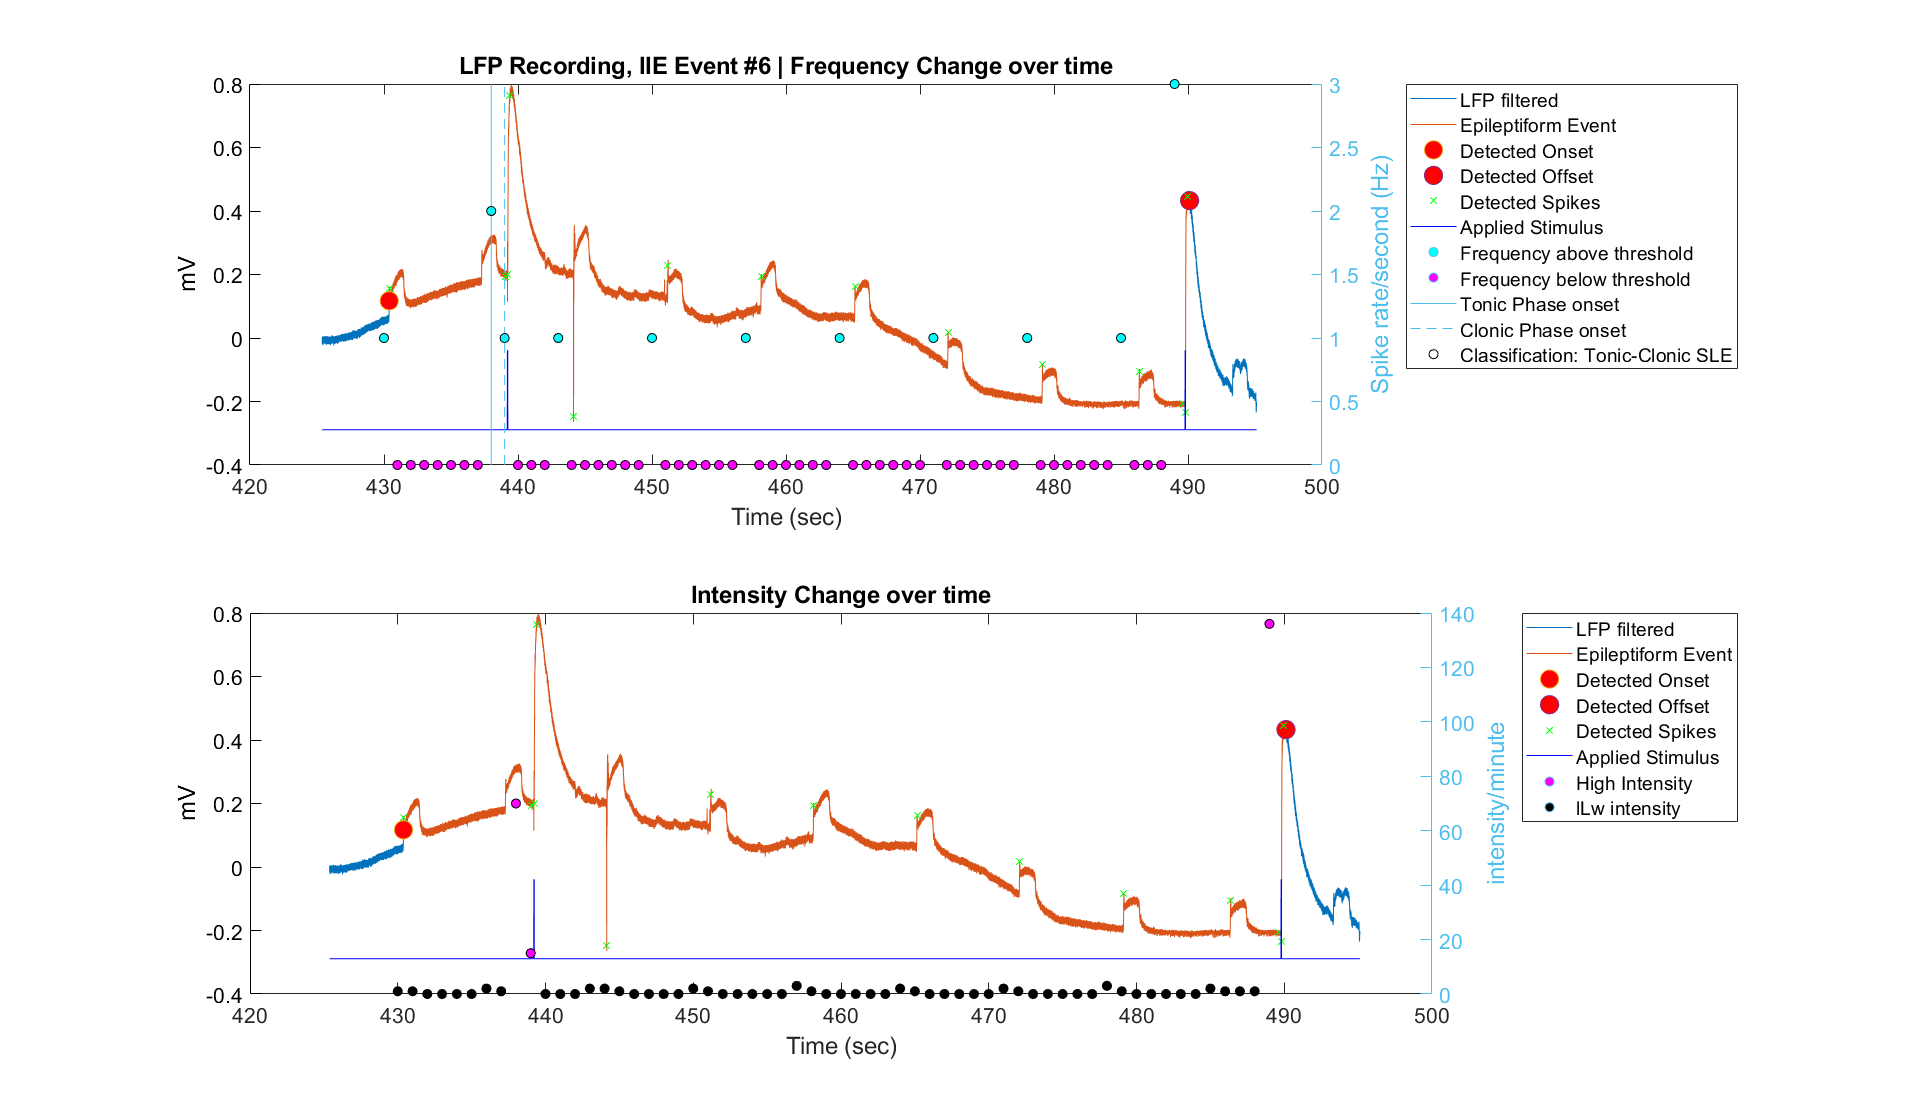 LFP Recording, IIE Event #6 | Frequency Change over time
0.8
0.6
0.4
0.2
0
-0.2
-0.4
mV
3
2.5
2
1.5
1
0.5
0
Spike rate/second (Hz)
420 430 440 450 460 470 480 490 500
Time (sec)
LFP filtered
Epileptiform Event
Detected Onset
Detected Offset
Detected Spikes
Applied Stimulus
Frequency above threshold
Frequency below threshold
Tonic Phase onset
Clonic Phase onset
Classification: Tonic-Clonic SLE
Intensity Change over time
0.8
0.6
0.4
0.2
0
-0.2
-0.4
mV
140
120
100
80
60
40
20
0
intensity/minute
420 430 440 450 460 470 480 490 500
Time (sec)
LFP filtered
Epileptiform Event
Detected Onset
Detected Offset
Detected Spikes
Applied Stimulus
High Intensity
lLw intensity